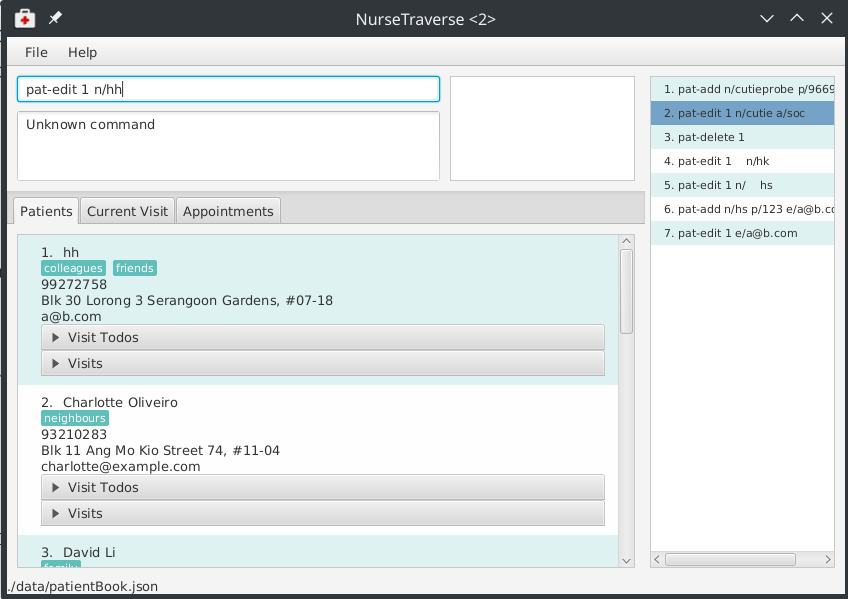 NurseTraverse <2>
File Help
pat-edit 1 n/hh
Unknown command
1. pat-add n/cutieprobe p/9669
2. pat-edit 1 n/cutie a/soc
3. pat-delete 1
4. pat-edit 1    n/hk
5. pat-edit 1 n/    hs
6. pat-add n/hs p/123 e/a@b.co
7. pat-edit 1 e/a@b.com
Patients Current Visit Appointments
1. hh
colleagues friends
99272758
Blk 30 Lorong 3 Serangoon Gardens, #07-18
a@b.com
Visit Todos
Visits
2. Charlotte Oliveiro
neighbours
93210283
Blk 11 Ang Mo Kio Street 74, #11-04
charlotte@example.com
Visit Todos
Visits
3. David Li
family
./data/patientBook.json